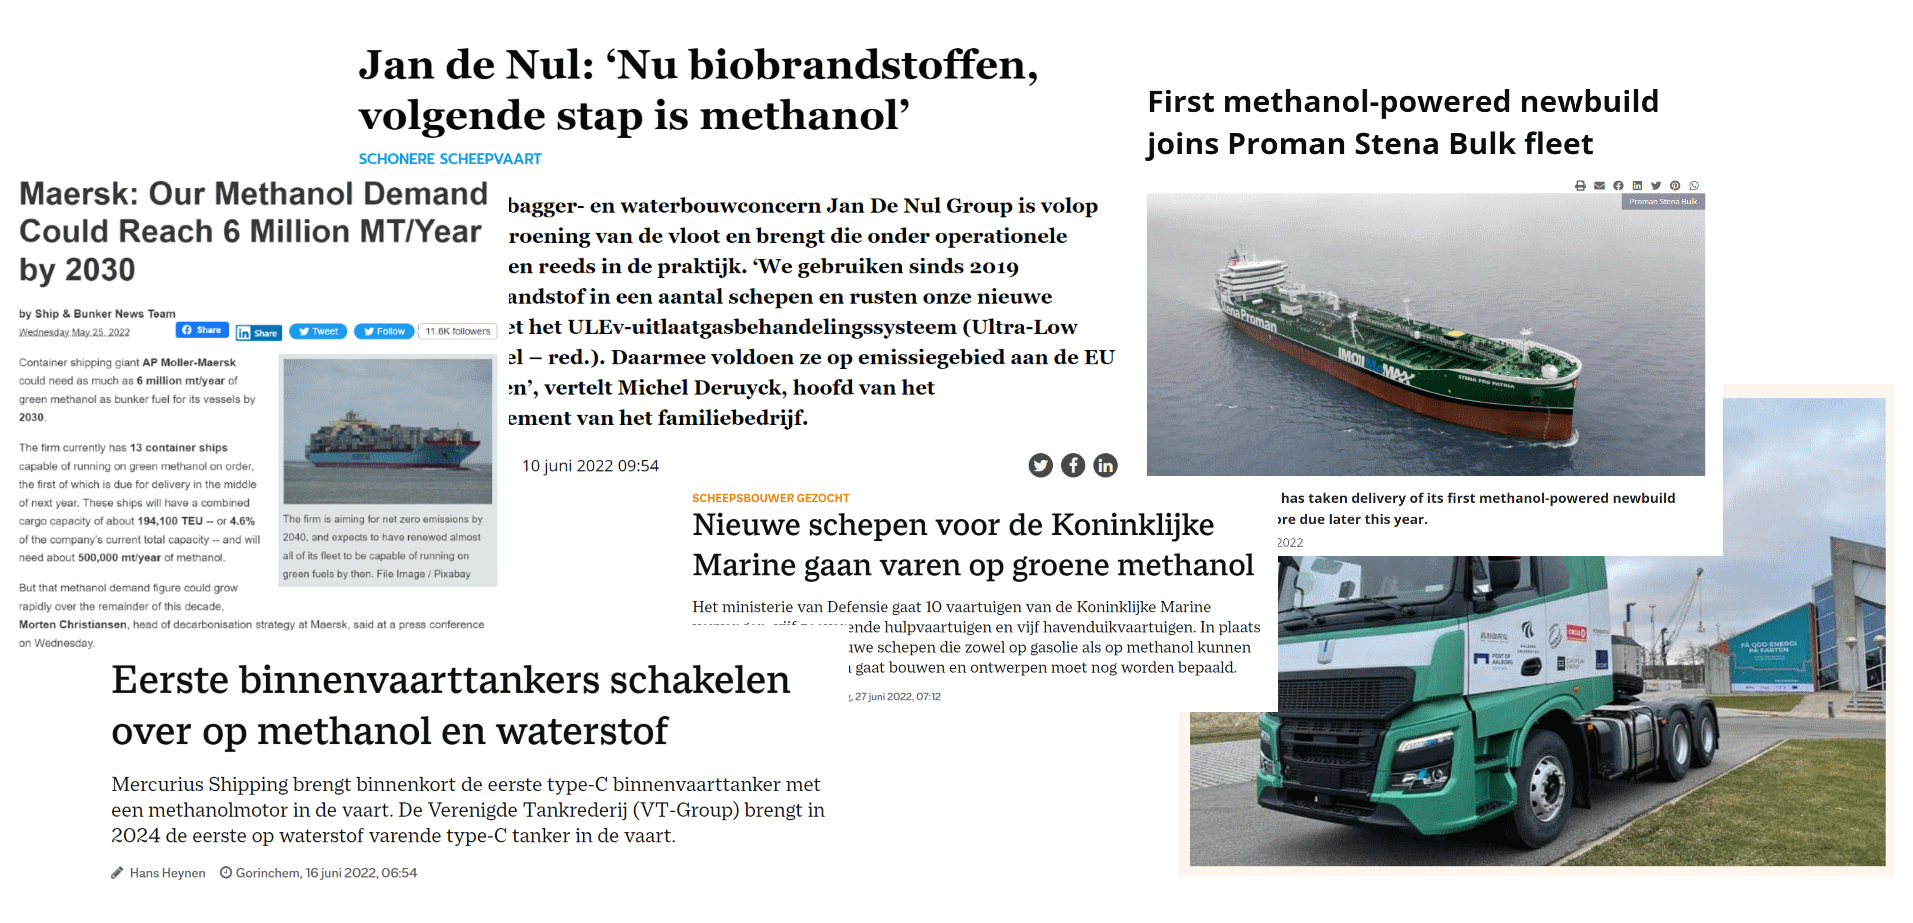 Jan de Nul: ‘Nu biobrandstoffen,
volgende stap is methanol’
SCHONERE SCHEEPVAART
bagger- en waterbouwconcern Jan De Nul Group is volop
roening van de vloot en brengt die onder operationele
en reeds in de praktijk. ‘We gebruiken sinds 2019
andstof in een aantal schepen en rusten onze nieuwe
et het ULEv-uitlaatgasbehandelingssysteem (Ultra-Low
el – red.). Daarmee voldoen ze op emissiegebied aan de EU
en’, vertelt Michel Deruyck, hoofd van het
ement van het familiebedrijf.
10 juni 2022 09:54
First methanol-powered newbuild
joins Proman Stena Bulk fleet
Proman Stena Bulk
Stena Proman
IMOIIMeMAX
STENA PRO PATRIA
has taken delivery of its first methanol-powered newbuild
ore due later this year.
2022
Maersk: Our Methanol Demand
Could Reach 6 Million MT/Year
by 2030
by Ship & Bunker News Team
Wednesday May 25, 2022
Share
Share
Tweet
Follow
11.6K followers
Container shipping giant AP Moller-Maersk
could need as much as 6 million mt/year of
green methanol as bunker fuel for its vessels by
2030.
The firm currently has 13 container ships
capable of running on green methanol on order,
the first of which is due for delivery in the middle
of next year. These ships will have a combined
cargo capacity of about 194,100 TEU -- or 4.6%
of the company's current total capacity -- and will
need about 500,000 mt/year of methanol.
But that methanol demand figure could grow
rapidly over the remainder of this decade,
Morten Christiansen, head of decarbonisation strategy at Maersk, said at a press conference
on Wednesday.
The firm is aiming for net zero emissions by
2040, and expects to have renewed almost
all of its fleet to be capable of running on
green fuels by then. File Image / Pixabay
SCHEEPSBOUWER GEZOCHT
Nieuwe schepen voor de Koninklijke
Marine gaan varen op groene methanol
Het ministerie van Defensie gaat 10 vaartuigen van de Koninklijke Marine
ende hulpvaartuigen en vijf havenduikvaartuigen. In plaats
uwe schepen die zowel op gasolie als op methanol kunnen
gaat bouwen en ontwerpen moet nog worden bepaald.
, 27 juni 2022, 07:12
Eerste binnenvaarttankers schakelen
over op methanol en waterstof
Mercurius Shipping brengt binnenkort de eerste type-C binnenvaarttanker met
een methanolmotor in de vaart. De Verenigde Tankrederij (VT-Group) brengt in
2024 de eerste op waterstof varende type-C tanker in de vaart.
Hans Heynen
Gorinchem, 16 juni 2022, 06:54
PORT OF
AALBORG
FÅ GOD ENERGI
PÅ FARTEN